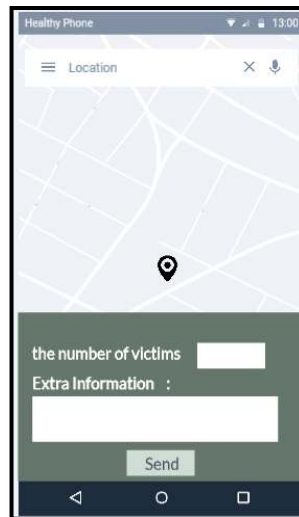 Healthy Phone 13:00
Location
the number of victims
Extra Information :
Send